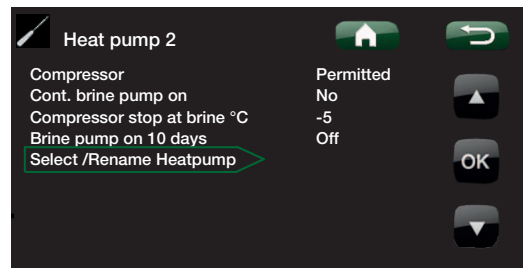 Heat pump 2
Compressor Permitted
Cont. brine pump on No
Compressor stop at brine °C -5
Brine pump on 10 days Off
Select /Rename Heatpump
OK